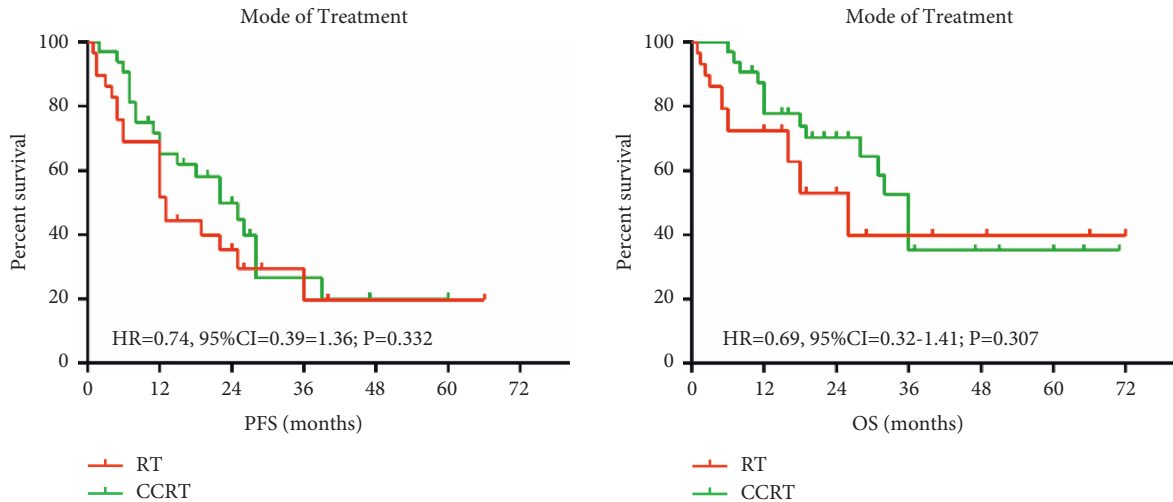 Mode of Treatment
Percent survival
100
80
60
40
20
0
HR=0.74, 95%CI=0.39=1.36; P=0.332
0 12 24 36 48 60 72
PFS (months)
RT
CCRT
Mode of Treatment
Percent survival
100
80
60
40
20
0
HR=0.69, 95%CI=0.32-1.41; P=0.307
0 12 24 36 48 60 72
OS (months)
RT
CCRT